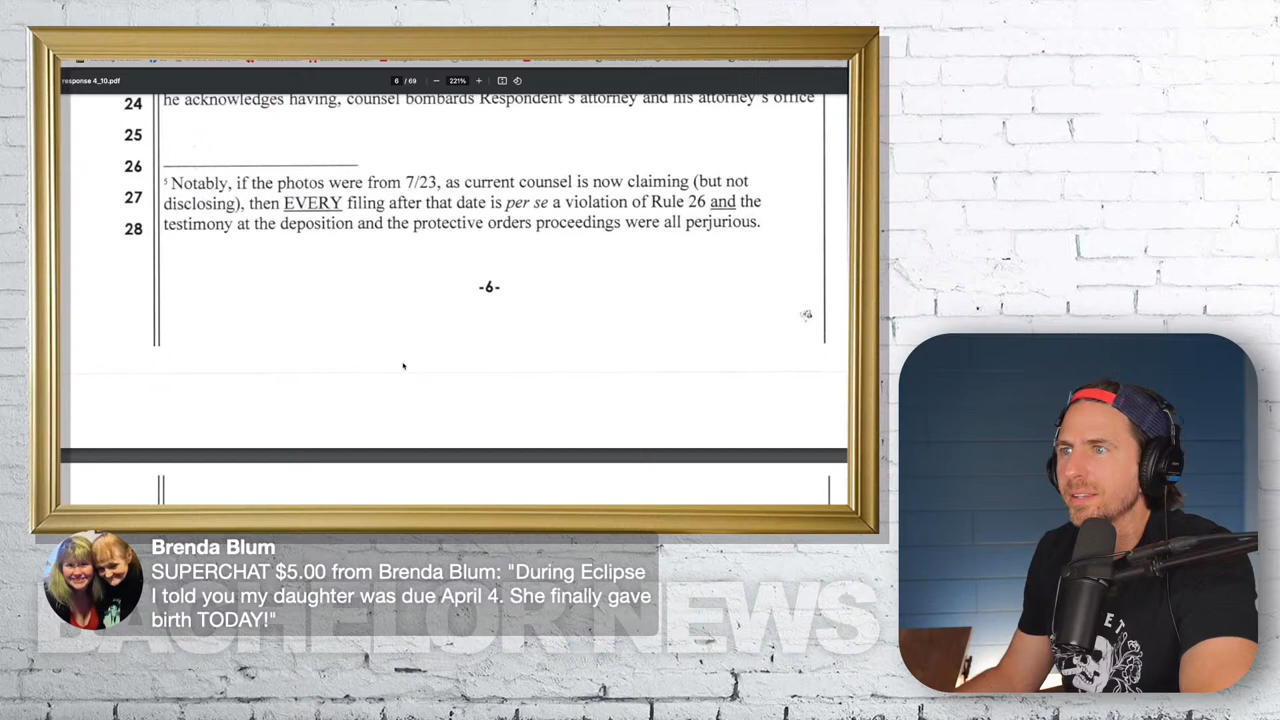 response 4_10.pdf
6 / 69
221%
24 he acknowledges having, counsel bombards Respondent's attorney and his attorney's office
25
26
5 Notably, if the photos were from 7/23, as current counsel is now claiming (but not
27 disclosing), then EVERY filing after that date is per se a violation of Rule 26 and the
28 testimony at the deposition and the protective orders proceedings were all perjurious.
-6-
Brenda Blum
SUPERCHAT $5.00 from Brenda Blum: "During Eclipse
I told you my daughter was due April 4. She finally gave
birth TODAY!"
BACHELOR NEWS